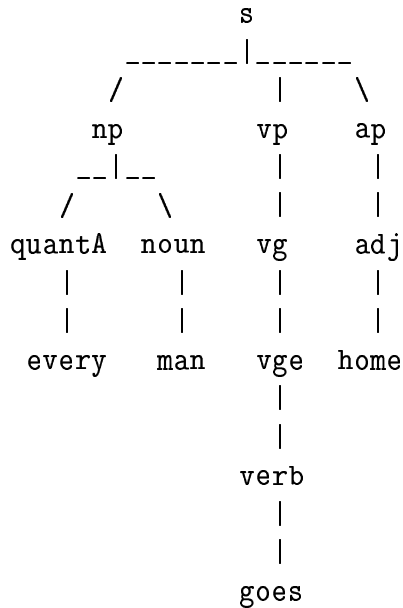 s
np vp ap
quantA noun vg adj
every man vge home
verb
goes